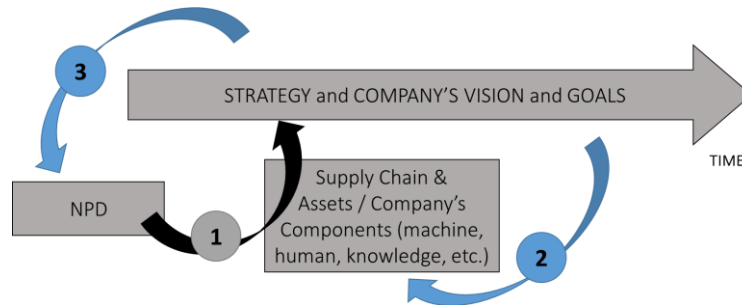 3
STRATEGY and COMPANY'S VISION and GOALS
TIME
NPD
1
Supply Chain &
Assets / Company's
Components (machine,
human, knowledge, etc.)
2